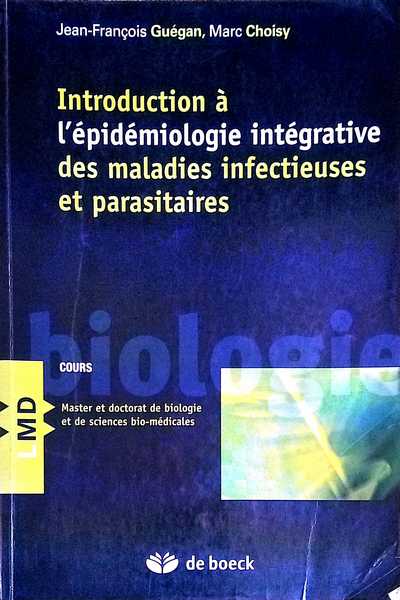 Jean-François Guégan, Marc Choisy
Introduction à
l'épidémiologie intégrative
des maladies infectieuses
et parasitaires
biologie
COURS
LMD
Master et doctorat de biologie
et de sciences bio-médicales
de boeck